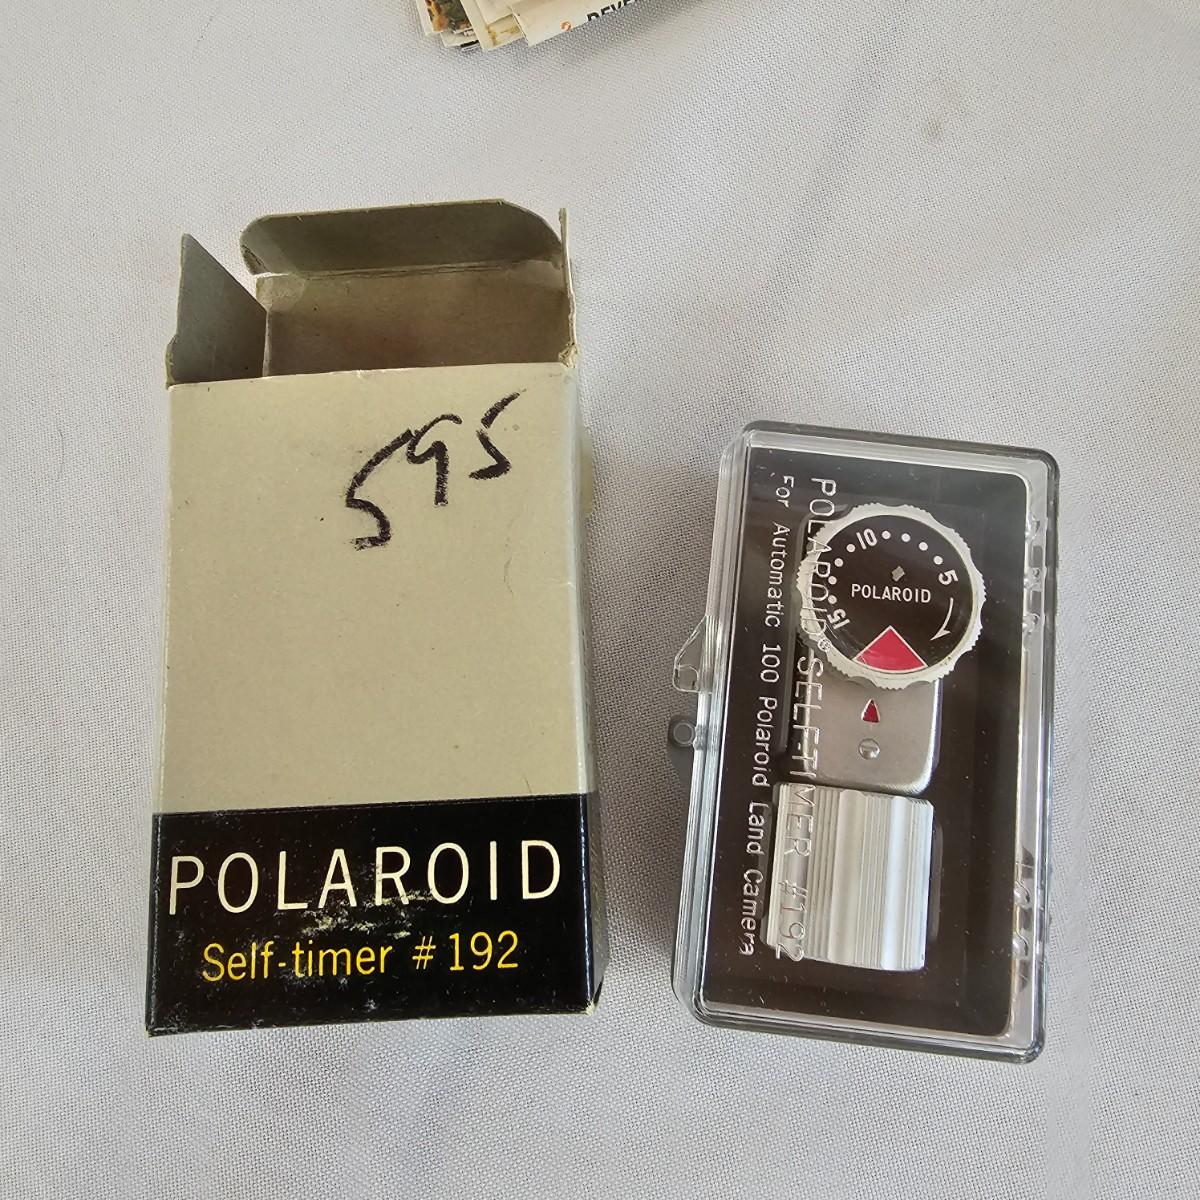 DEVE
595
POLAROID
Self-timer # 192
POLAROID® SELF-TIMER #192
For Automatic 100 Polaroid Land Camera
10
5
POLAROID
15